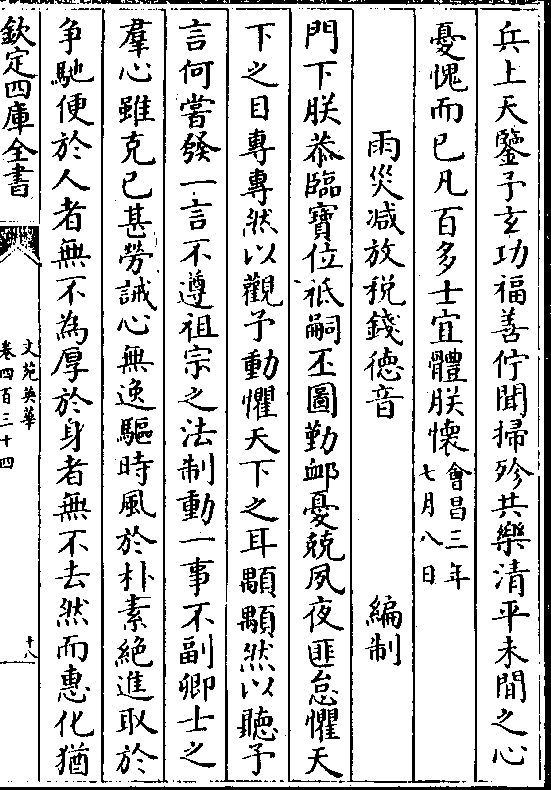 兵上天鑒予玄功福善佇聞掃殄共樂清平未間之心
憂愧而已凡百多士宜體朕懷會昌三年
七月八日
雨災減放稅錢德音　編制
門下朕恭臨寶位祇嗣丕圖勤邮憂兢夙夜匪怠懼天
下之目專專然以觀予動懼天下之耳顒顒然以聽予
言何嘗發一言不遵祖宗之法制動一事不副卿士之
羣心雖克已甚勞誠心無逸驅時風於朴素絶進取於
争馳便於人者無不為厚於身者無不去然而惠化猶
欽定四庫全書
文苑英華
卷四百三十四
十八